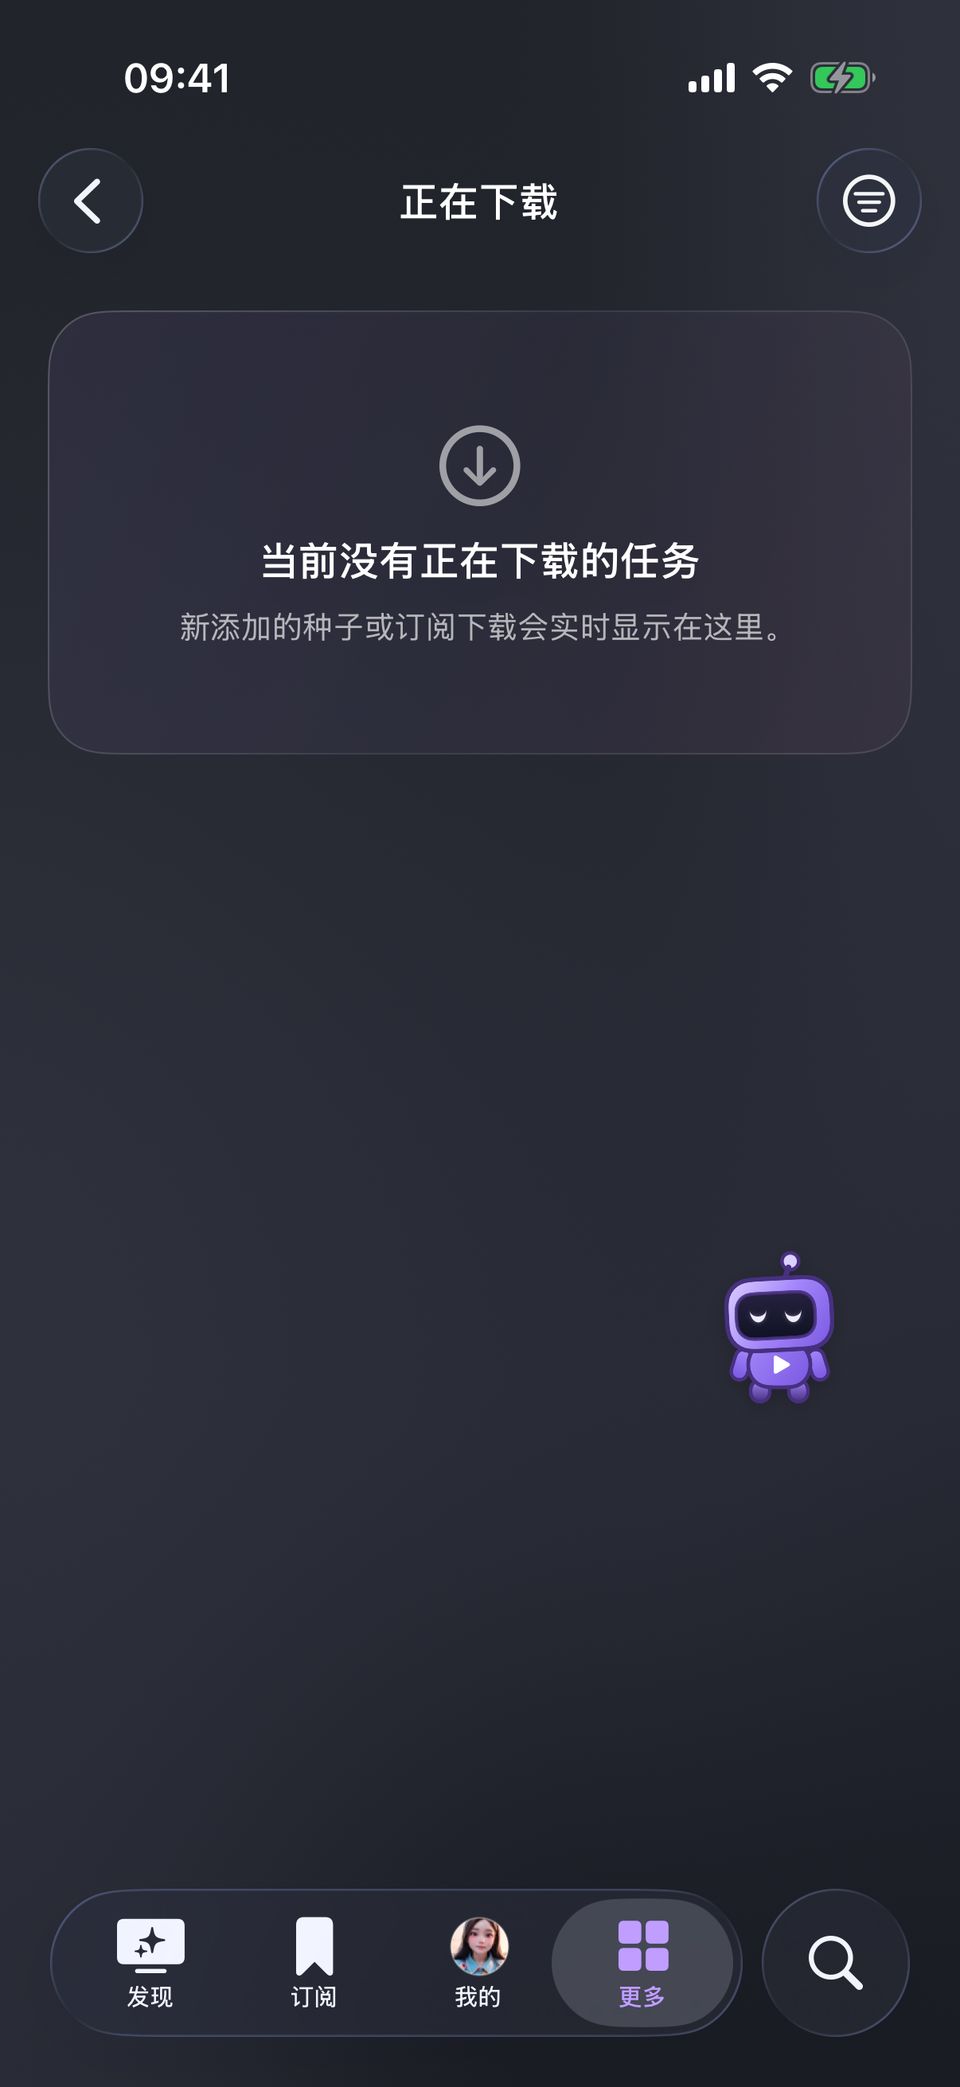 09:41
正在下载
当前没有正在下载的任务
新添加的种子或订阅下载会实时显示在这里。
发现
订阅
我的
更多